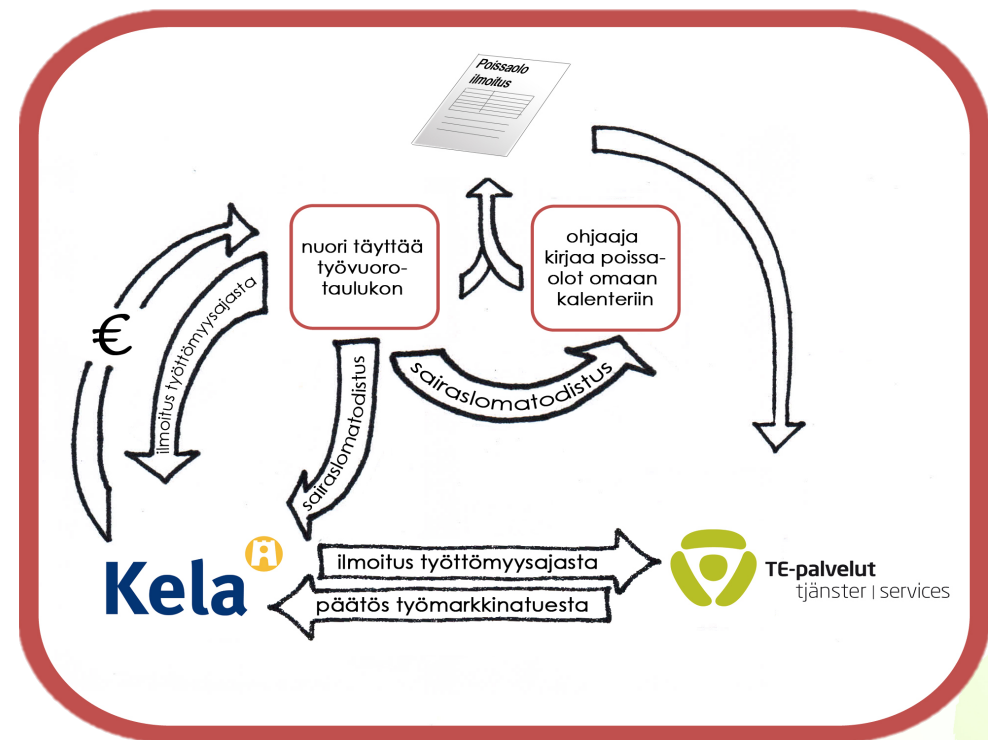 Poissaolo
ilmoitus
nuori täyttää
työvuoro-
taulukon
ohjaaja
kirjaa poissa-
olot omaan
kalenteriin
€
ilmoitus työttömyysajasta
sairaslomatodistus
sairaslomatodistus
Kela
ilmoitus työttömyysajasta
päätös työmarkkinatuesta
TE-palvelut
tjänster | services